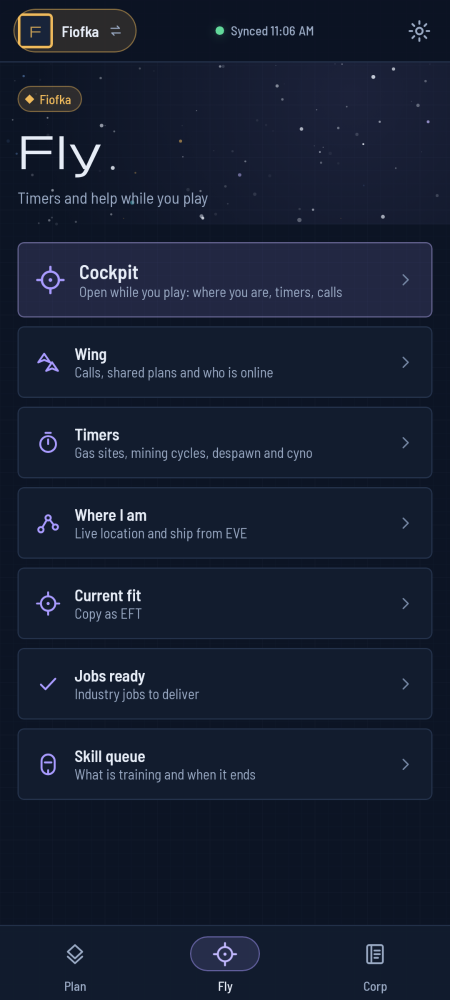 F
Fiofka
Synced 11:06 AM
Fiofka
Fly.
Timers and help while you play
Cockpit
Open while you play: where you are, timers, calls
Wing
Calls, shared plans and who is online
Timers
Gas sites, mining cycles, despawn and cyno
Where I am
Live location and ship from EVE
Current fit
Copy as EFT
Jobs ready
Industry jobs to deliver
Skill queue
What is training and when it ends
Plan
Fly
Corp